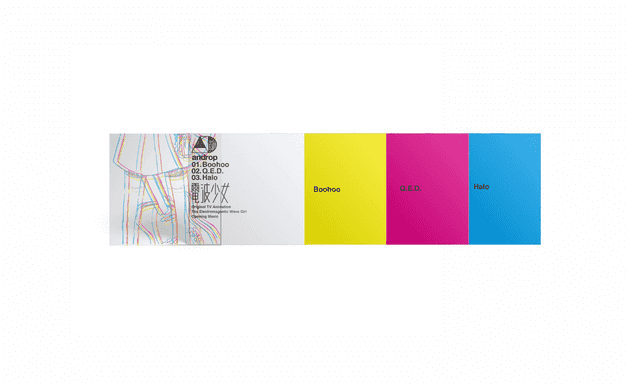 androp
01. Boohoo
02. Q.E.D.
03. Halo
電波少女
Original TV Animation
The Electromagnetic Wave Girl
Opening Music
Boohoo
Q.E.D.
Halo